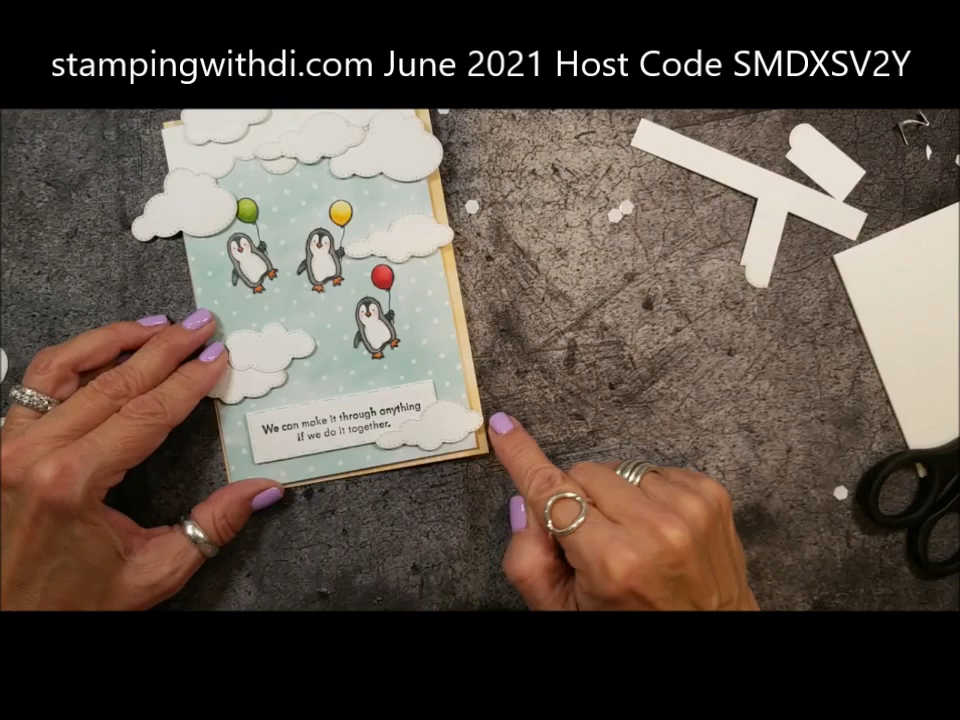 stampingwithdi.com June 2021 Host Code SMDXSV2Y
We can make it through anything
if we do it together.